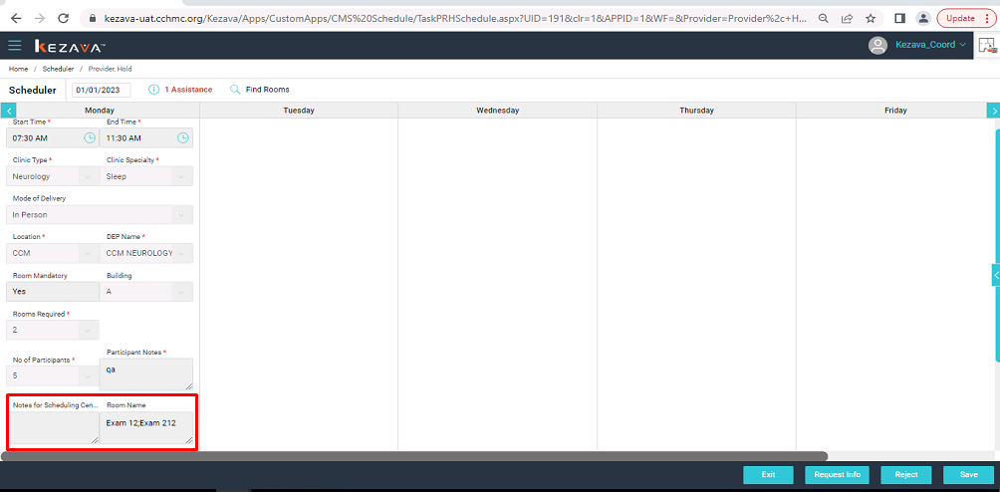 kezava-uat.cchmc.org/Kezava/Apps/CustomApps/CMS%20Schedule/TaskPRHSchedule.aspx?UID=191&clr=1&APPID=1&WF=&Provider=Provider%2c+H...
Update
KEZAVA™
Kezava_Coord
Home / Scheduler / Provider, Hold
Scheduler 01/01/2023 1 Assistance Find Rooms
Monday Tuesday Wednesday Thursday Friday
Start Time * End Time *
07:30 AM 11:30 AM
Clinic Type * Clinic Specialty *
Neurology Sleep
Mode of Delivery
In Person
Location * DEP Name *
CCM CCM NEUROLOGY
Room Mandatory Building
Yes A
Rooms Required *
2
No of Participants * Participant Notes *
5 qa
Notes for Scheduling Cen... Room Name
Exam 12;Exam 212
Exit Request Info Reject Save